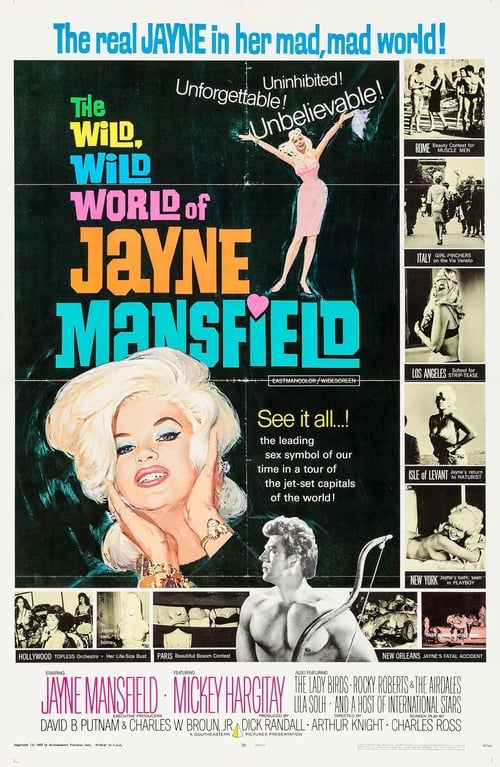 The real JAYNE in her mad, mad world!
Unforgettable!
Uninhibited!
Unbelievable!
The
WiLD,
WiLD
WORLD of
JAYNE
MANSFiELD
EASTMANCOLOR/WIDESCREEN
See it all...!
the leading
sex symbol of our
time in a tour of
the jet-set capitals
of the world!
ROME Beauty Contest for
MUSCLE MEN
ITALY GIRL-PINCHERS
on the Via Veneto
LOS ANGELES School for
STRIP-TEASE
ISLE of LEVANT Jayne's return
to NATURIST
NEW YORK Jayne's bath, seen
in PLAYBOY
HOLLYWOOD TOPLESS Orchestra • Her Life-Size Bust
PARIS Beautiful Bosom Contest
NEW ORLEANS JAYNE'S FATAL ACCIDENT
STARRING
JAYNE MANSFIELD •
FEATURING
MICKEY HARGITAY
ALSO FEATURING
THE LADY BIRDS • ROCKY ROBERTS & THE AIRDALES
LILA SOLH • AND A HOST OF INTERNATIONAL STARS
EXECUTIVE PRODUCERS
DAVID B. PUTNAM & CHARLES W. BROUN, JR.
PRODUCED BY
DICK RANDALL •
DIRECTED BY
ARTHUR KNIGHT •
SCREEN PLAY BY
CHARLES ROSS
A SOUTHEASTERN PICTURES PRESENTATION